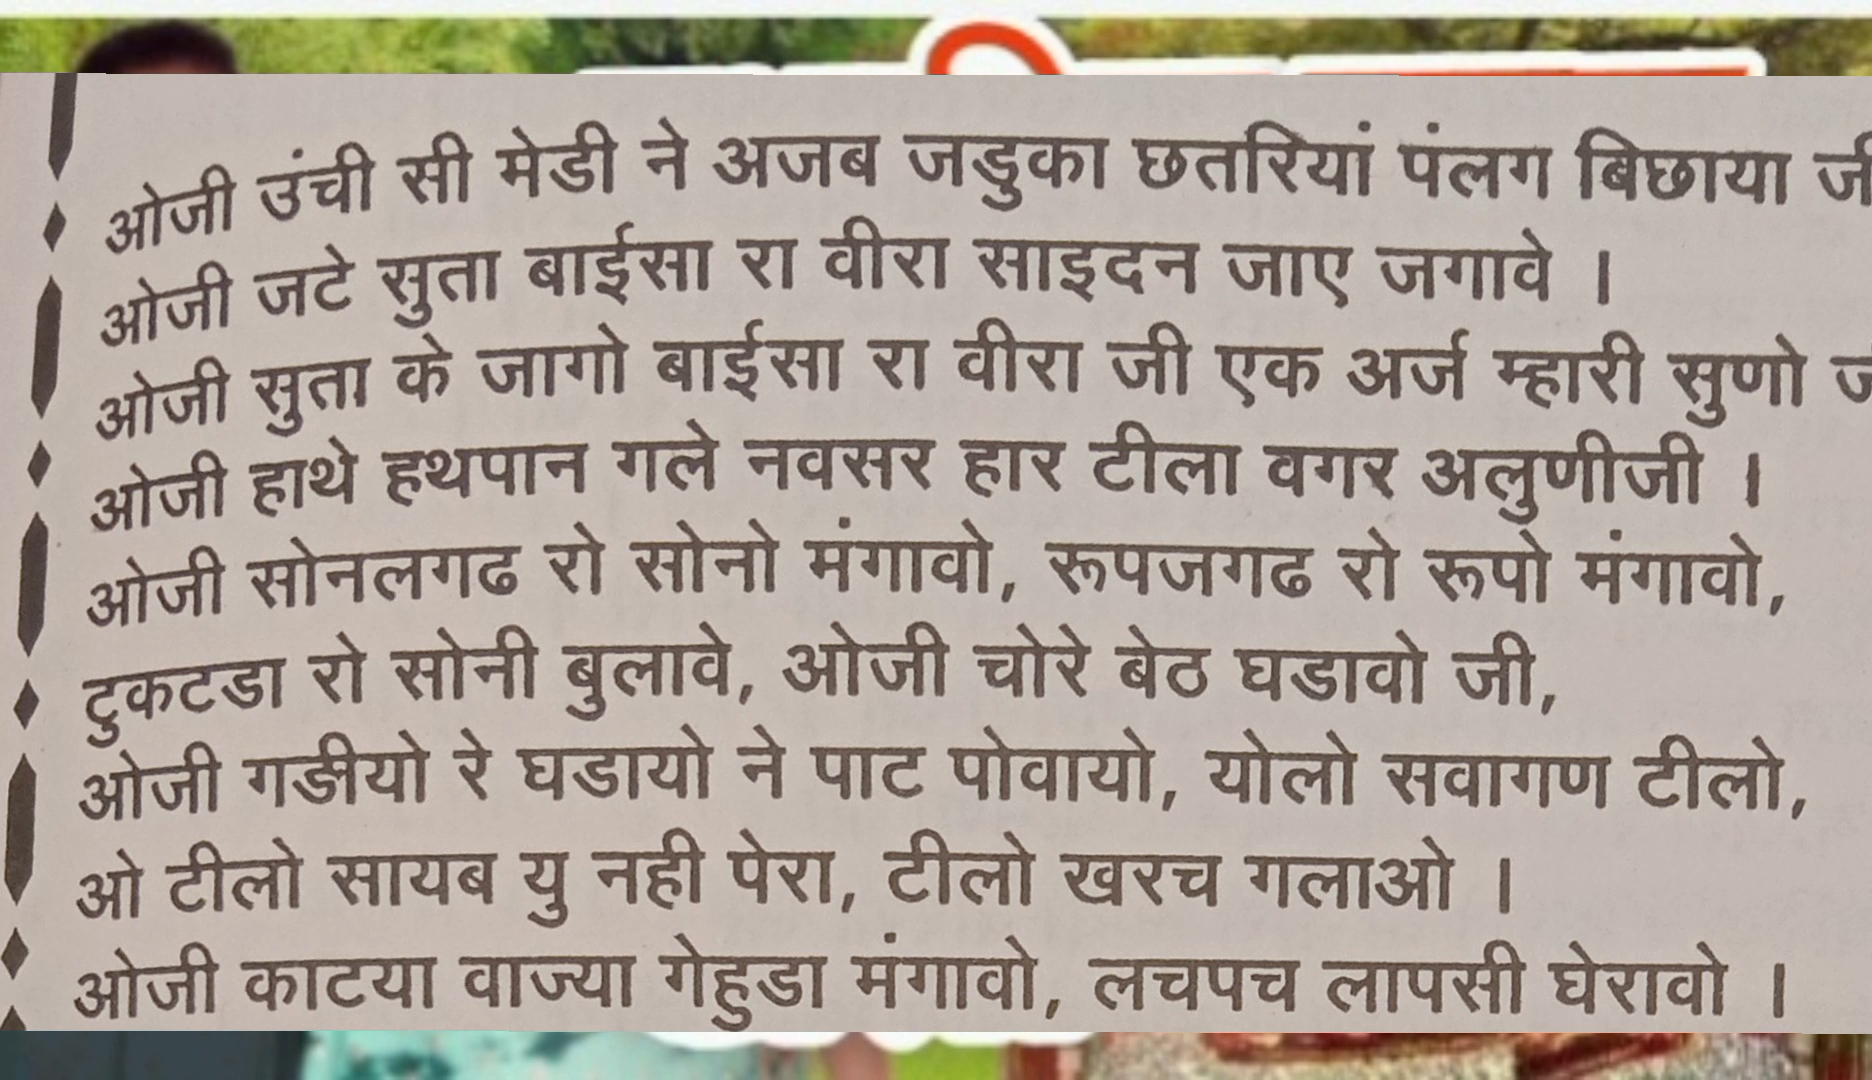 ओजी उंची सी मेडी ने अजब जडुका छतरियां पंलग बिछाया जी
ओजी जटे सुता बाईसा रा वीरा साइदन जाए जगावे ।
ओजी सुता के जागो बाईसा रा वीरा जी एक अर्ज म्हारी सुणो
ओजी हाथे हथपान गले नवसर हार टीला वगर अलुणीजी ।
ओजी सोनलगढ रो सोनो मंगावो, रूपजगढ रो रूपो मंगावो,
टुकटडा रो सोनी बुलावे, ओजी चोरे बेठ घडावो जी,
ओजी गडीयो रे घडायो ने पाट पोवायो, योलो सवागण टीलो,
ओ टीलो सायब यु नही पेरा, टीलो खरच गलाओ ।
ओजी काटया वाज्या गेहुडा मंगावो, लचपच लापसी घेरावो ।